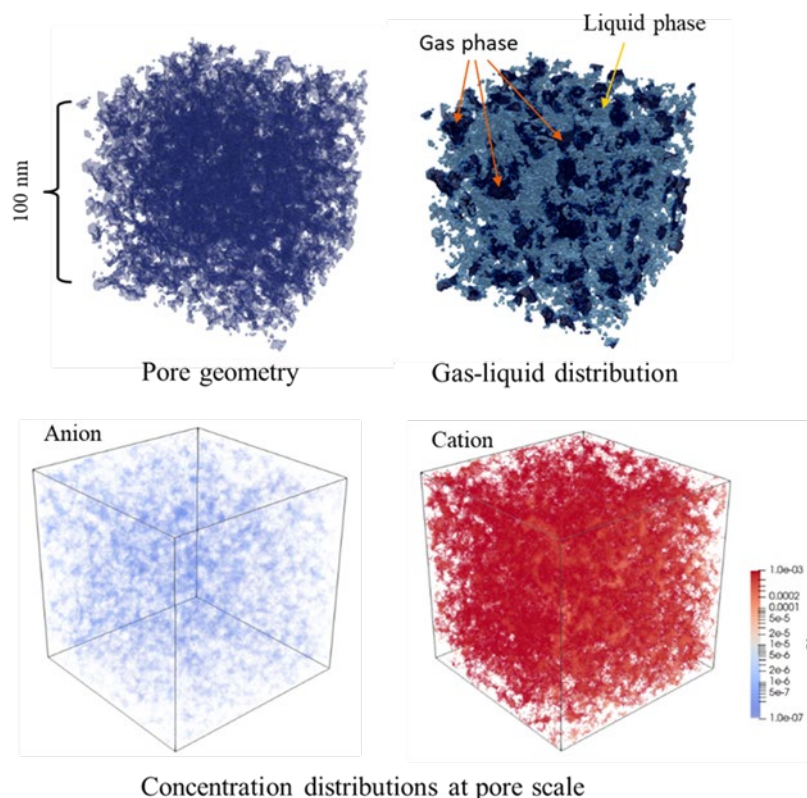 Liquid phase
Gas phase
100 nm
Pore geometry
Gas-liquid distribution
Anion
Cation
1.0e-03
0.0002
0.0001
5e-5
2e-5
1e-5
5e-6
2e-6
1e-6
5e-7
1.0e-07
Concentration distributions at pore scale